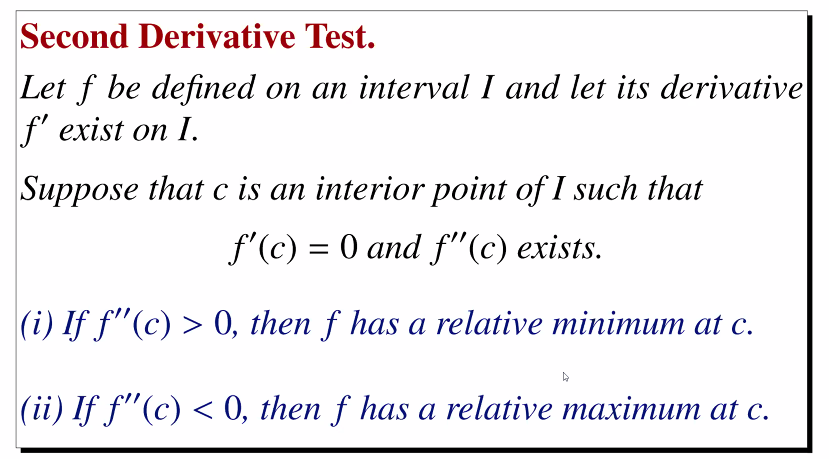 Second Derivative Test.
Let f be defined on an interval I and let its derivative
f′ exist on I.
Suppose that c is an interior point of I such that
f′(c) = 0 and f′′(c) exists.
(i) If f′′(c) > 0, then f has a relative minimum at c.
(ii) If f′′(c) < 0, then f has a relative maximum at c.